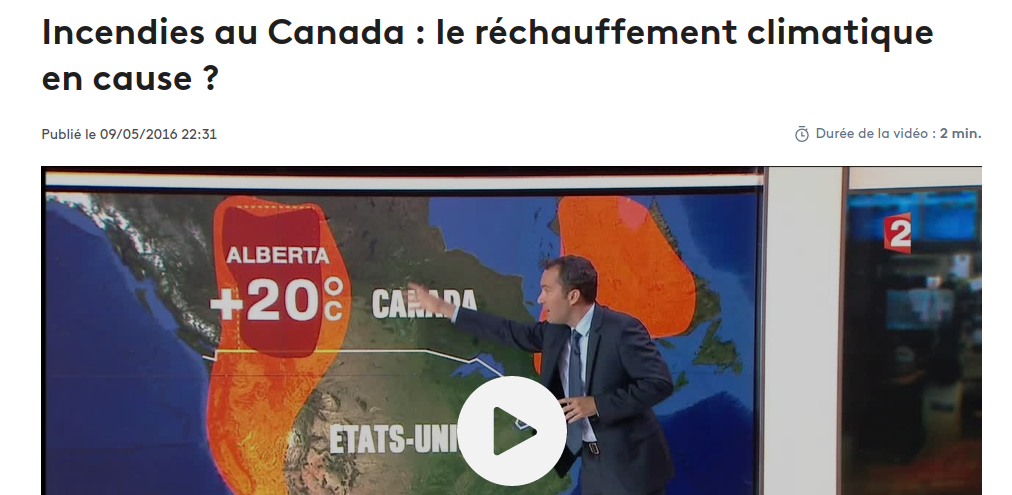 Incendies au Canada : le réchauffement climatique
en cause ?
Publié le 09/05/2016 22:31
Durée de la vidéo : 2 min.
ALBERTA
+20°C
CANADA
ETATS-UNI
2